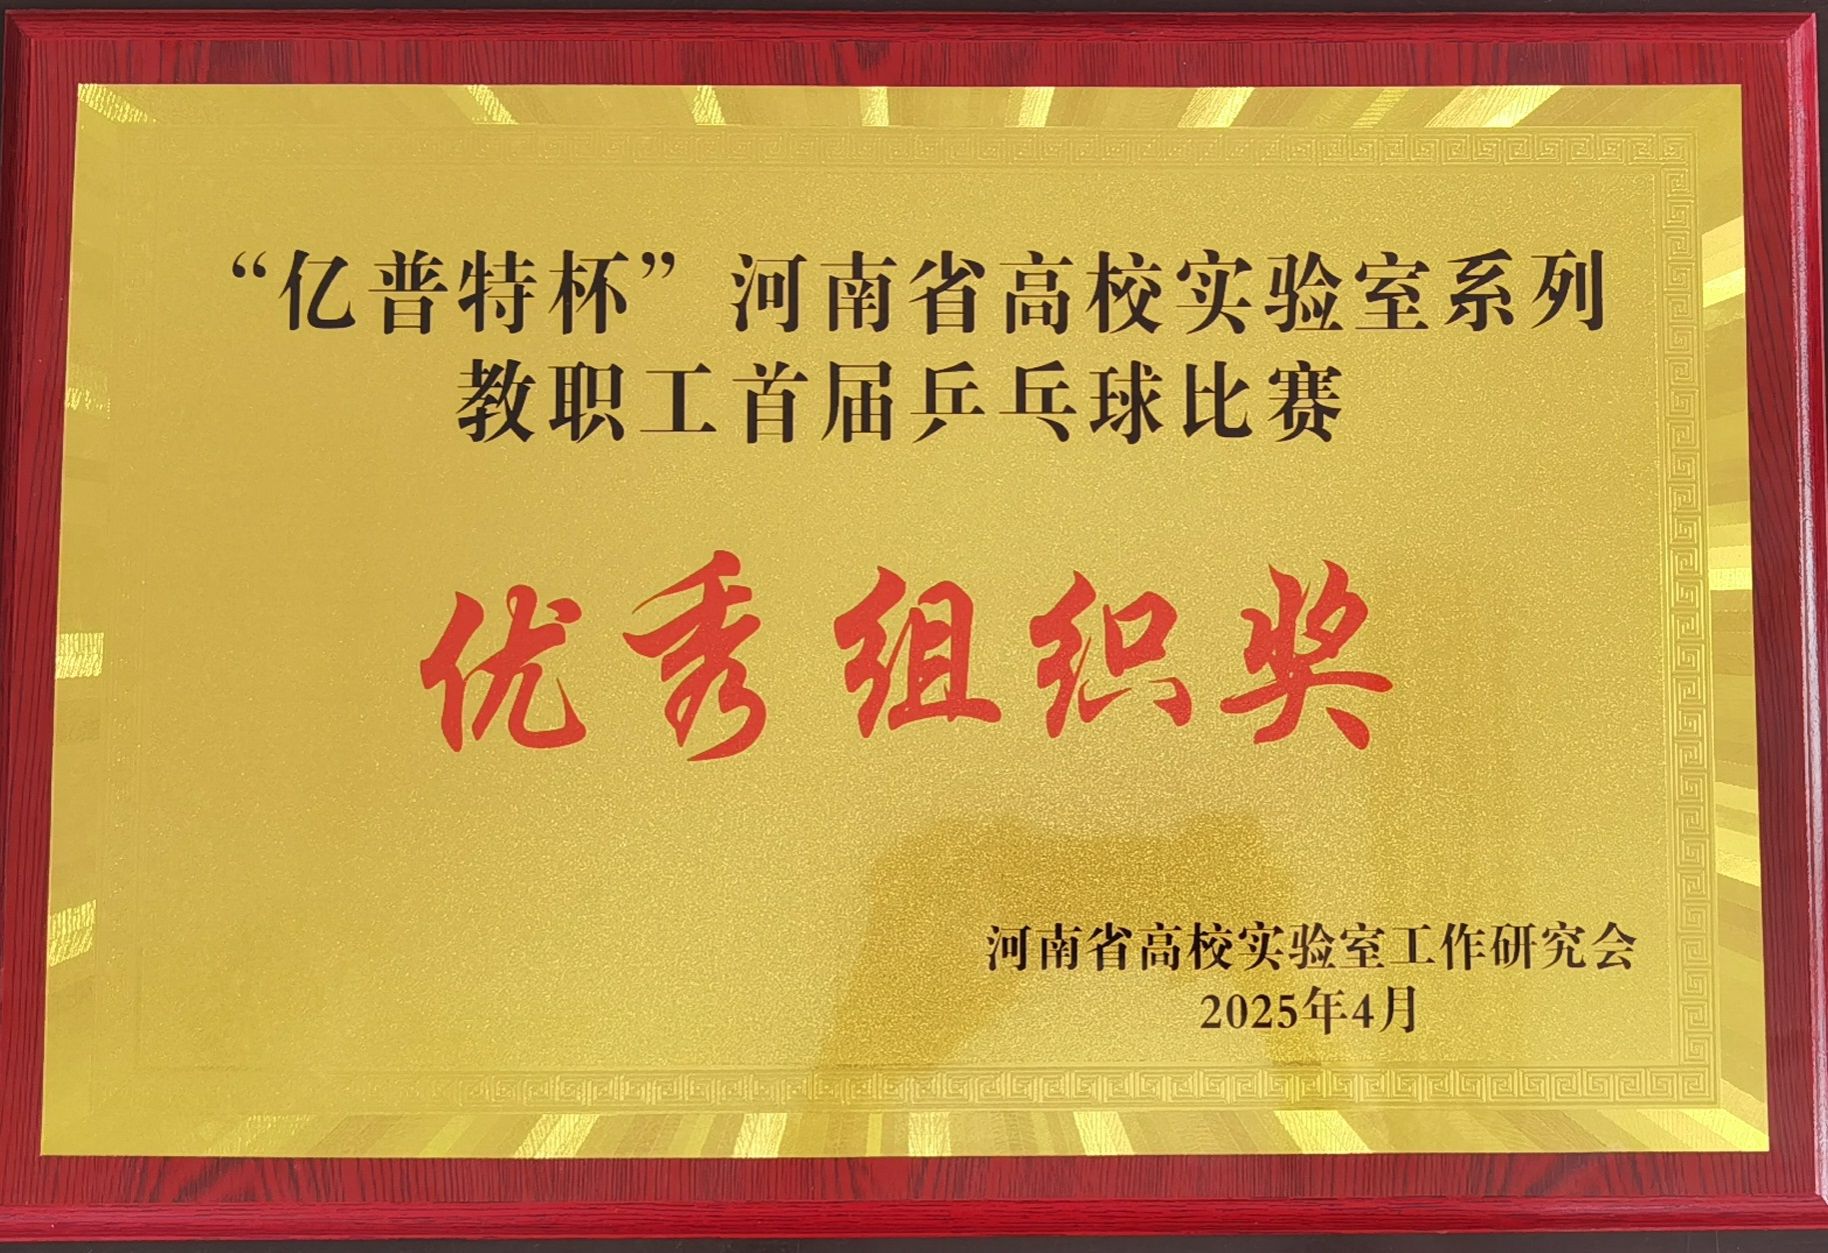 “亿普特杯”河南省高校实验室系列
教职工首届乒乓球比赛
优秀组织奖
河南省高校实验室工作研究会
2025年4月